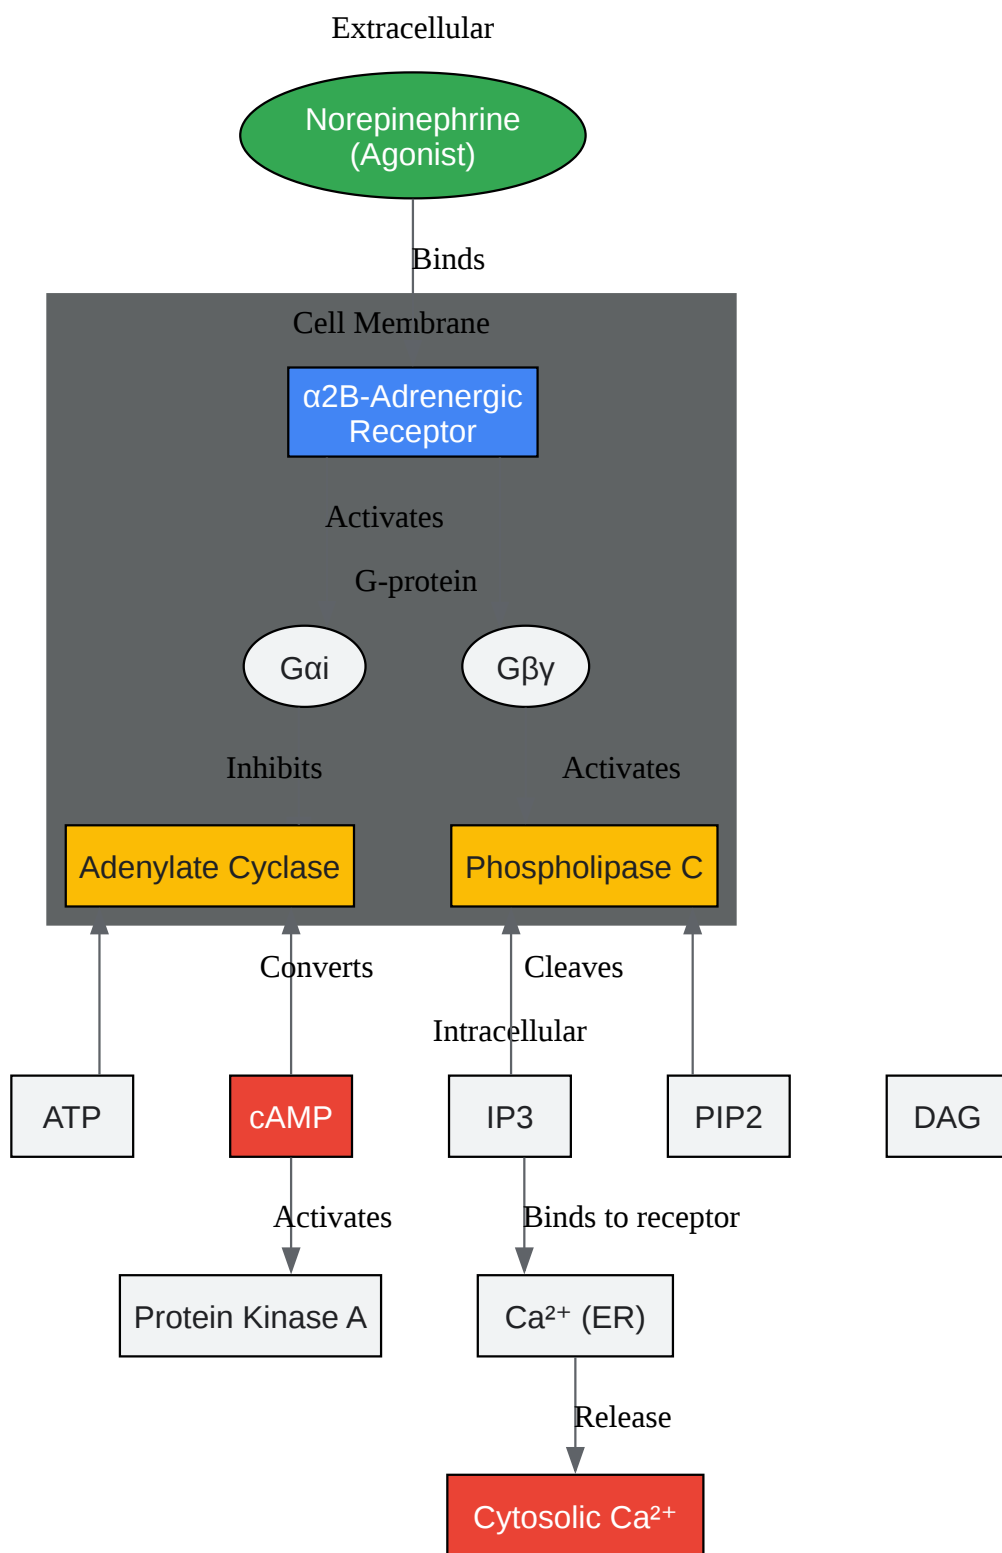 Extracellular
Norepinephrine
(Agonist)
Binds
Cell Membrane
α2B-Adrenergic
Receptor
Activates
G-protein
Gαi
Gβγ
Inhibits
Activates
Adenylate Cyclase
Phospholipase C
Converts
Cleaves
Intracellular
ATP
cAMP
IP3
PIP2
DAG
Activates
Binds to receptor
Protein Kinase A
Ca²⁺ (ER)
Release
Cytosolic Ca²⁺